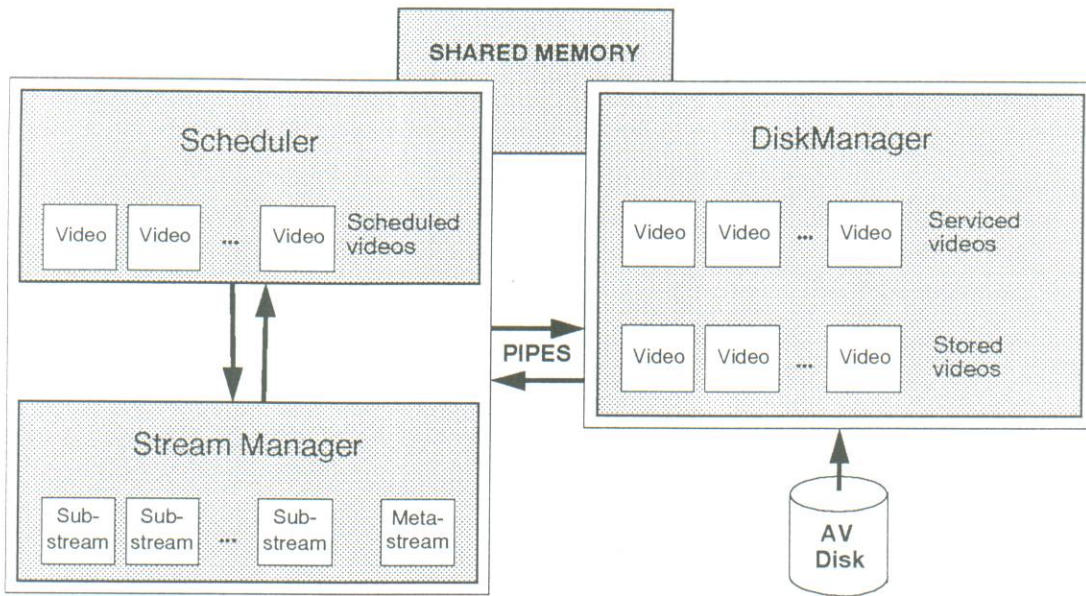 SHARED MEMORY
Scheduler
Video
Video
...
Video
Scheduled
videos
DiskManager
Video
Video
...
Video
Serviced
videos
PIPES
Video
Video
...
Video
Stored
videos
Stream Manager
Sub-
stream
Sub-
stream
...
Sub-
stream
Meta-
stream
AV
Disk